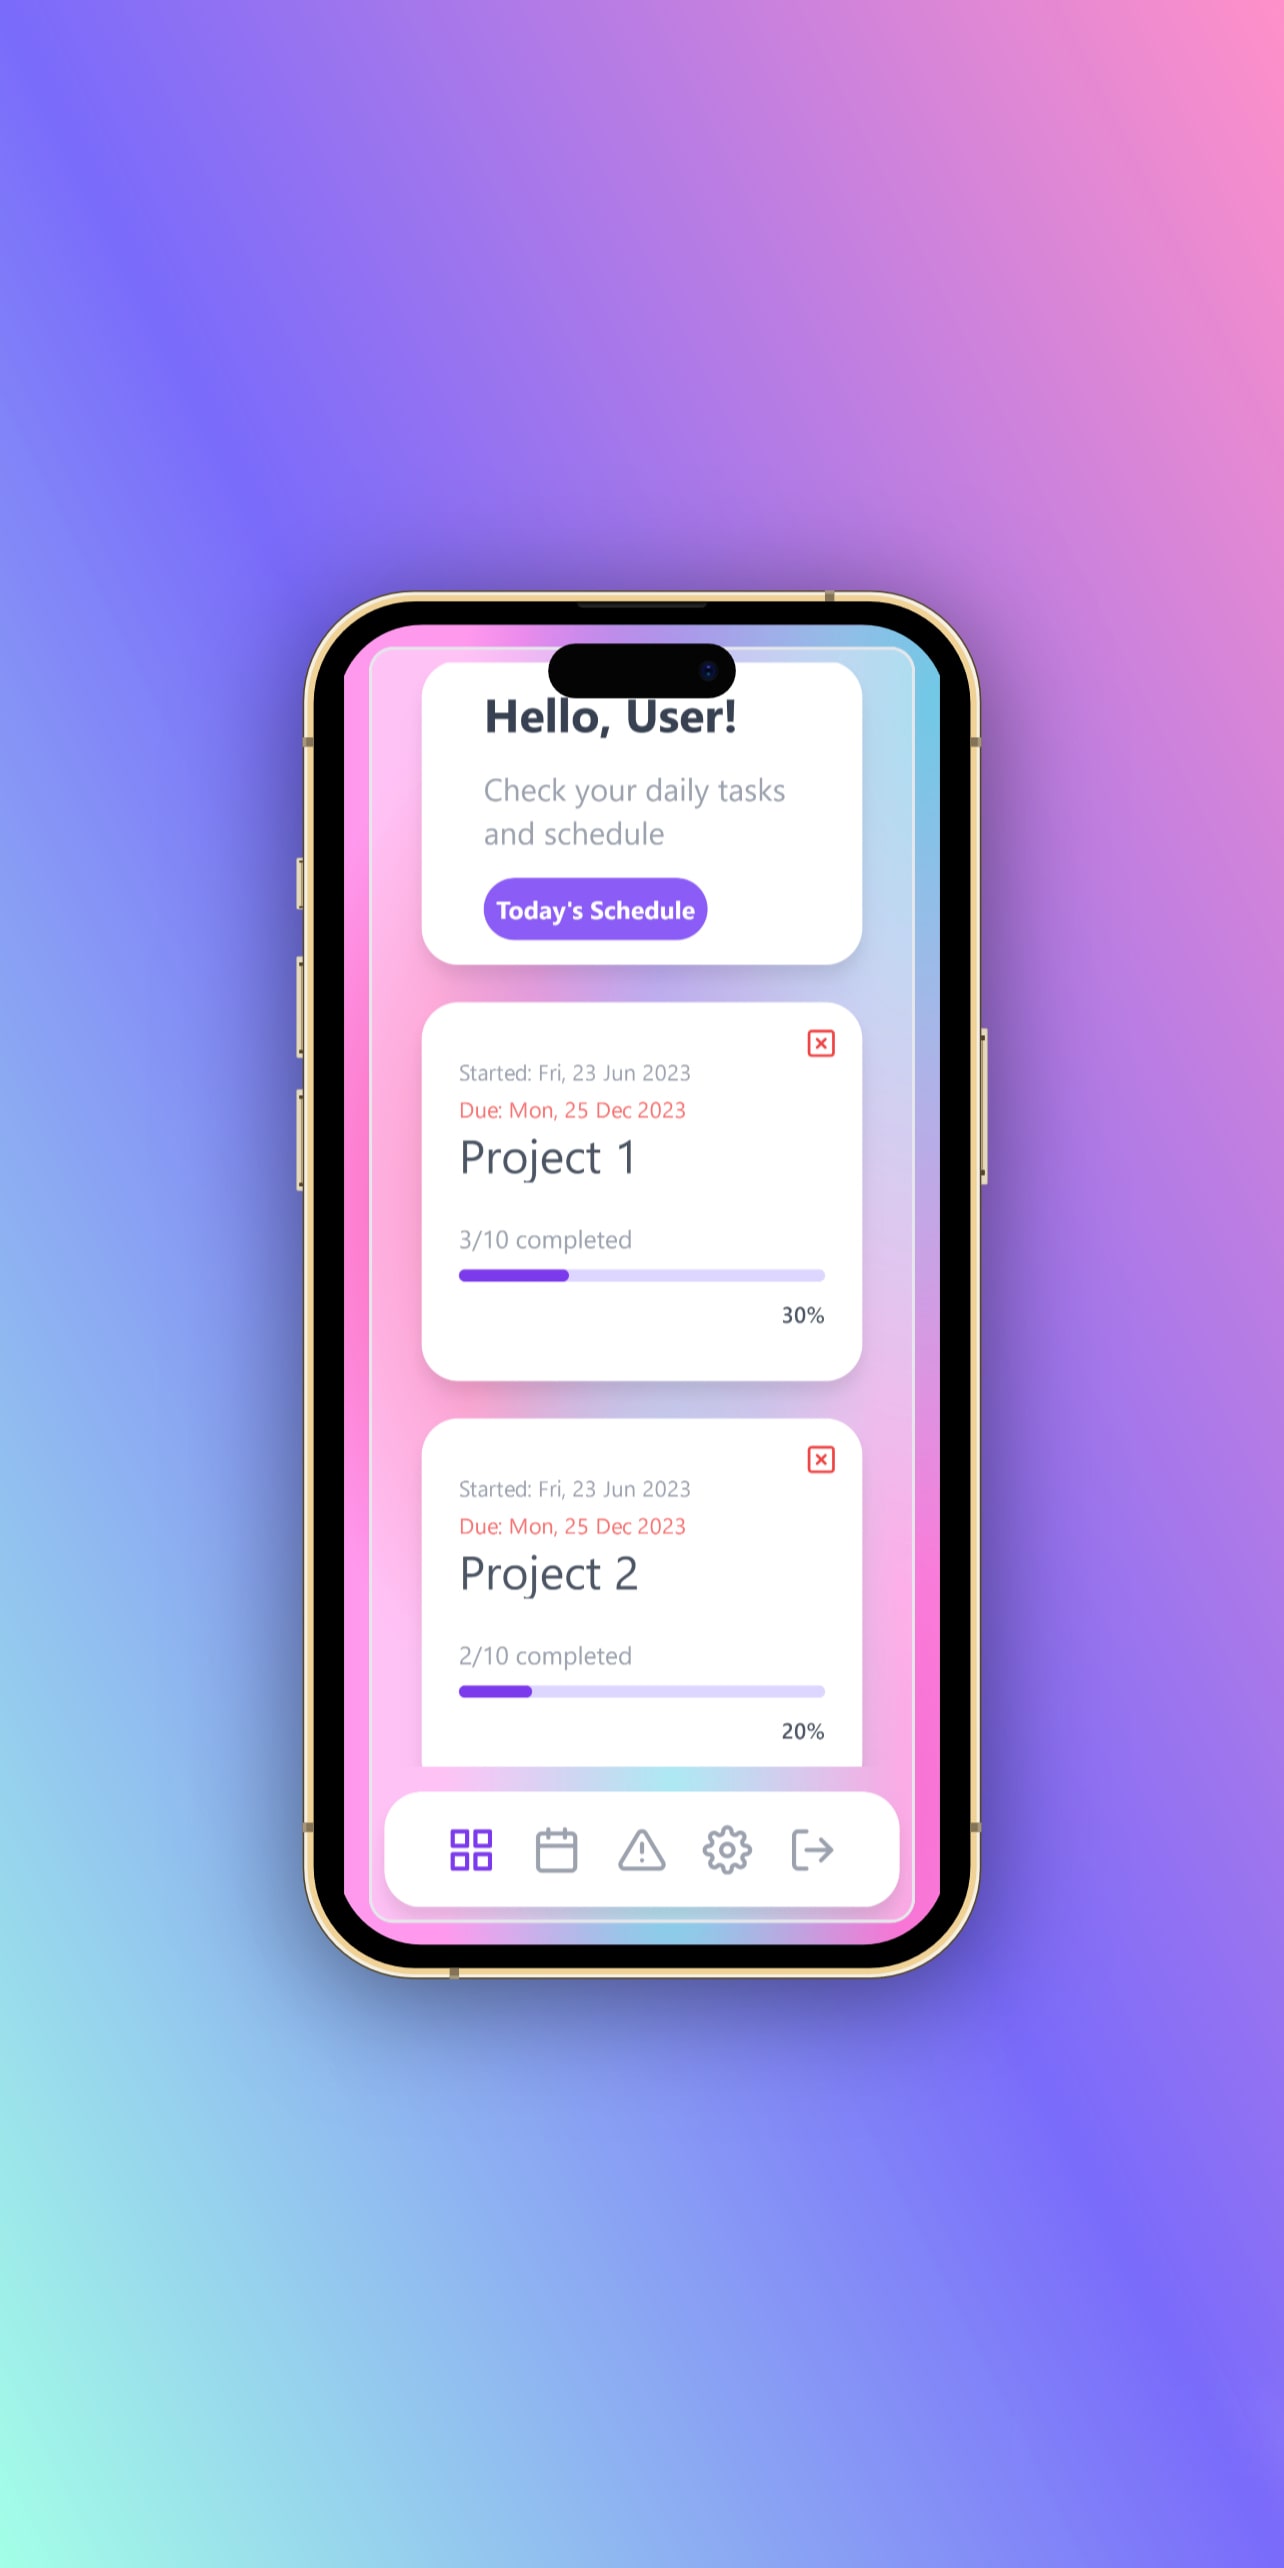 Hello, User!
Check your daily tasks
and schedule
Today's Schedule
Started: Fri, 23 Jun 2023
Due: Mon, 25 Dec 2023
Project 1
3/10 completed
30%
Started: Fri, 23 Jun 2023
Due: Mon, 25 Dec 2023
Project 2
2/10 completed
20%